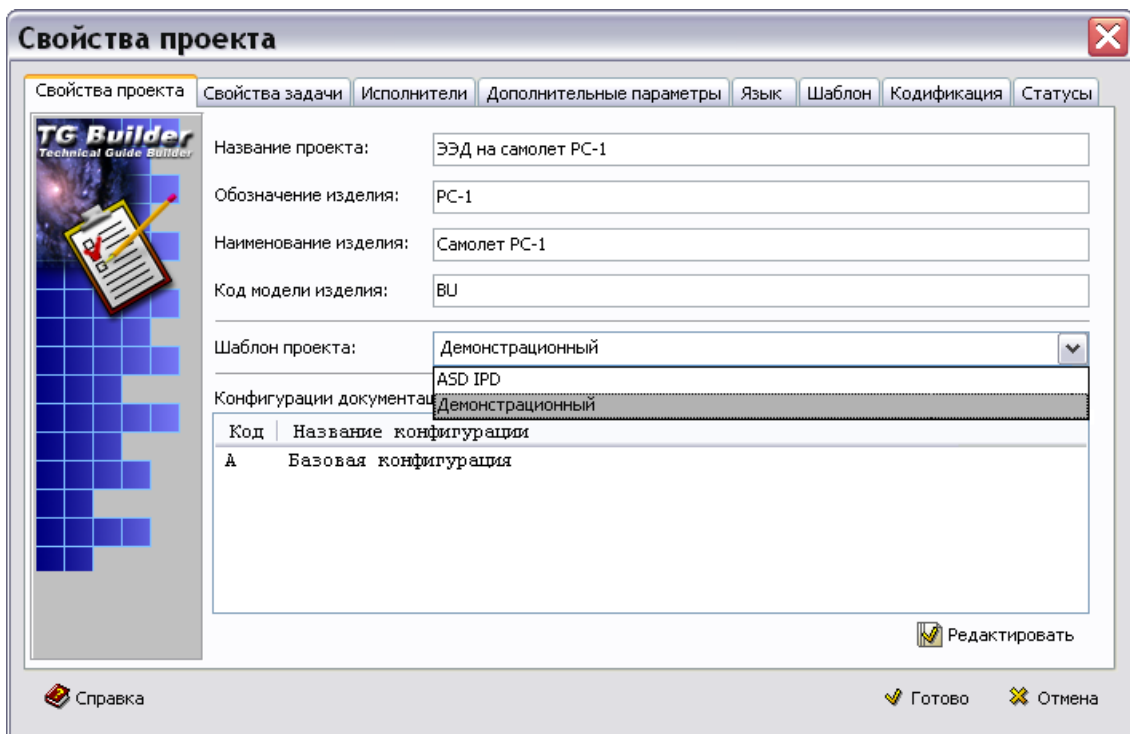 Свойства проекта
Свойства проекта Свойства задачи Исполнители Дополнительные параметры Язык Шаблон Кодификация Статусы
TG Builder
Technical Guide Builder
Название проекта: ЭЭД на самолет РС-1
Обозначение изделия: РС-1
Наименование изделия: Самолет РС-1
Код модели изделия: BU
Шаблон проекта: Демонстрационный
ASD IPD
Конфигурации документац Демонстрационный
Код Название конфигурации
А Базовая конфигурация
Редактировать
Справка Готово Отмена